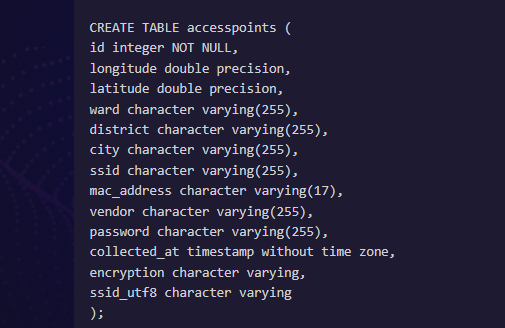 CREATE TABLE accesspoints (
id integer NOT NULL,
longitude double precision,
latitude double precision,
ward character varying(255),
district character varying(255),
city character varying(255),
ssid character varying(255),
mac_address character varying(17),
vendor character varying(255),
password character varying(255),
collected_at timestamp without time zone,
encryption character varying,
ssid_utf8 character varying
);